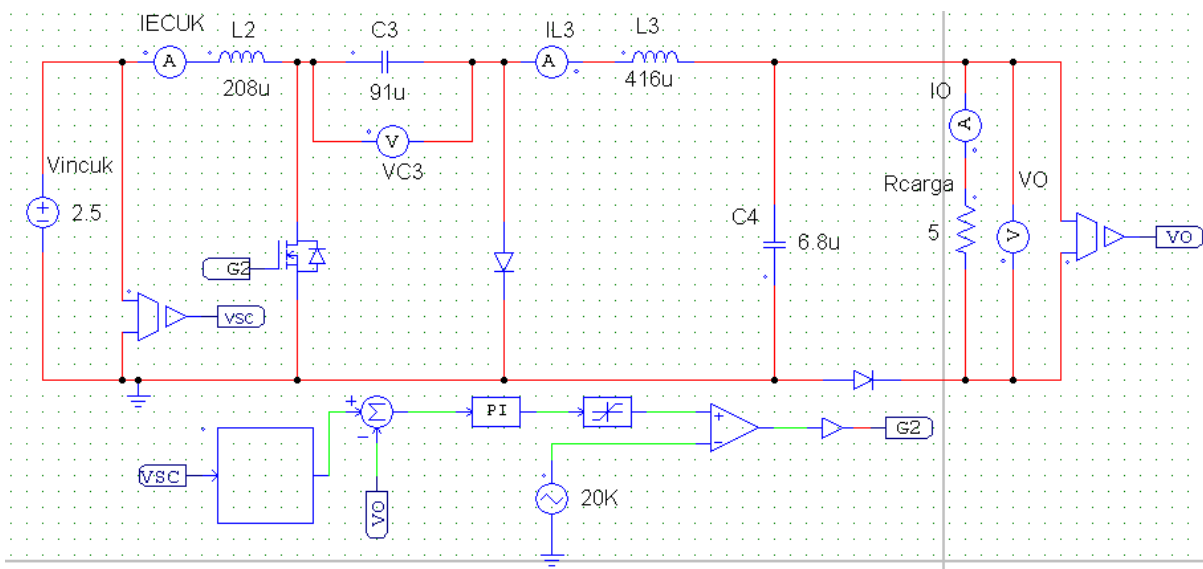 IECUK
L2
C3
IL3
L3
A
A
208u
91u
416u
IO
A
V
VC3
Vincuk
2.5
Rcarga
5
VO
V
C4
6.8u
VO
G2
VSC
+
-
PI
+
-
G2
VSC
Σ
VO
20K